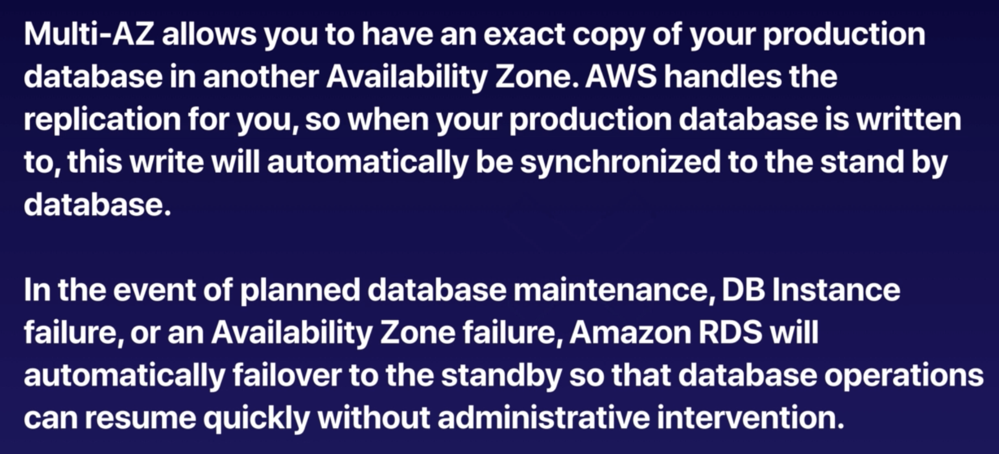 Multi-AZ allows you to have an exact copy of your production
database in another Availability Zone. AWS handles the
replication for you, so when your production database is written
to, this write will automatically be synchronized to the stand by
database.
In the event of planned database maintenance, DB Instance
failure, or an Availability Zone failure, Amazon RDS will
automatically failover to the standby so that database operations
can resume quickly without administrative intervention.